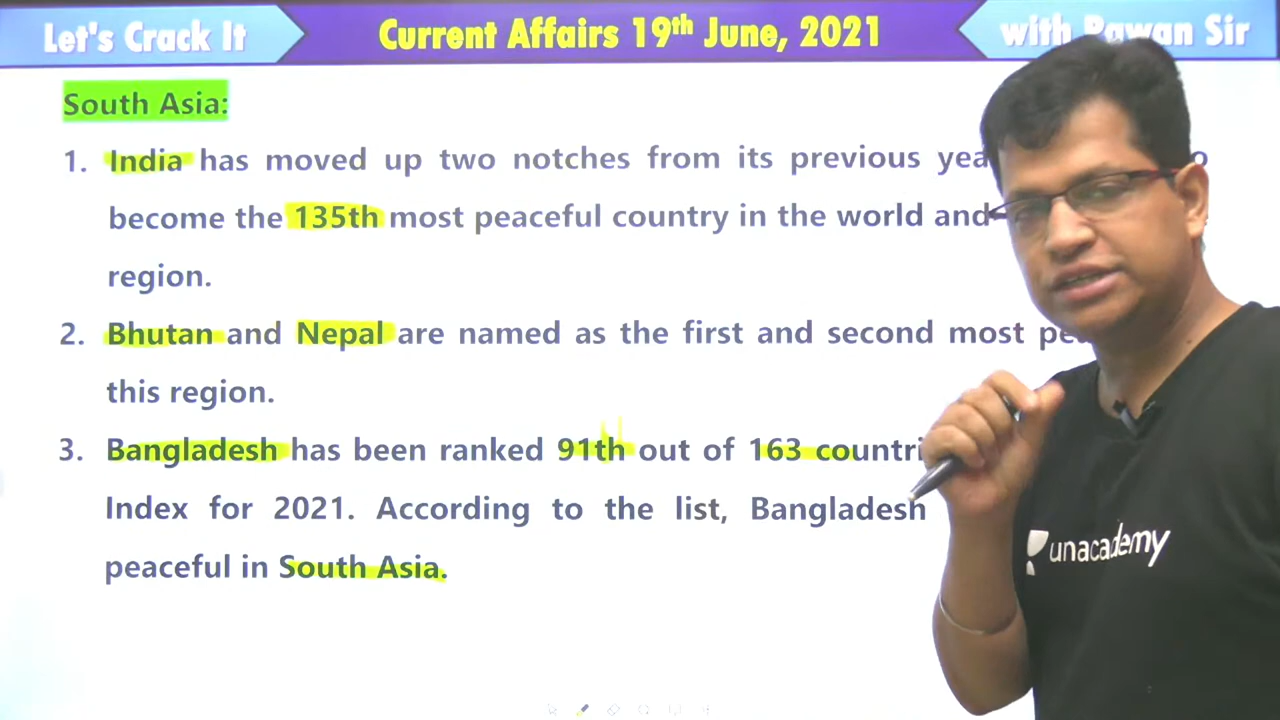 Let's Crack It
Current Affairs 19th June, 2021
with Pawan Sir
South Asia:
1. India has moved up two notches from its previous
become the 135th most peaceful country in the world and
region.
2. Bhutan and Nepal are named as the first and second most
this region.
3. Bangladesh has been ranked 91th out of 163
Index for 2021. According to the list, Bangladesh
peaceful in South Asia.
unacademy